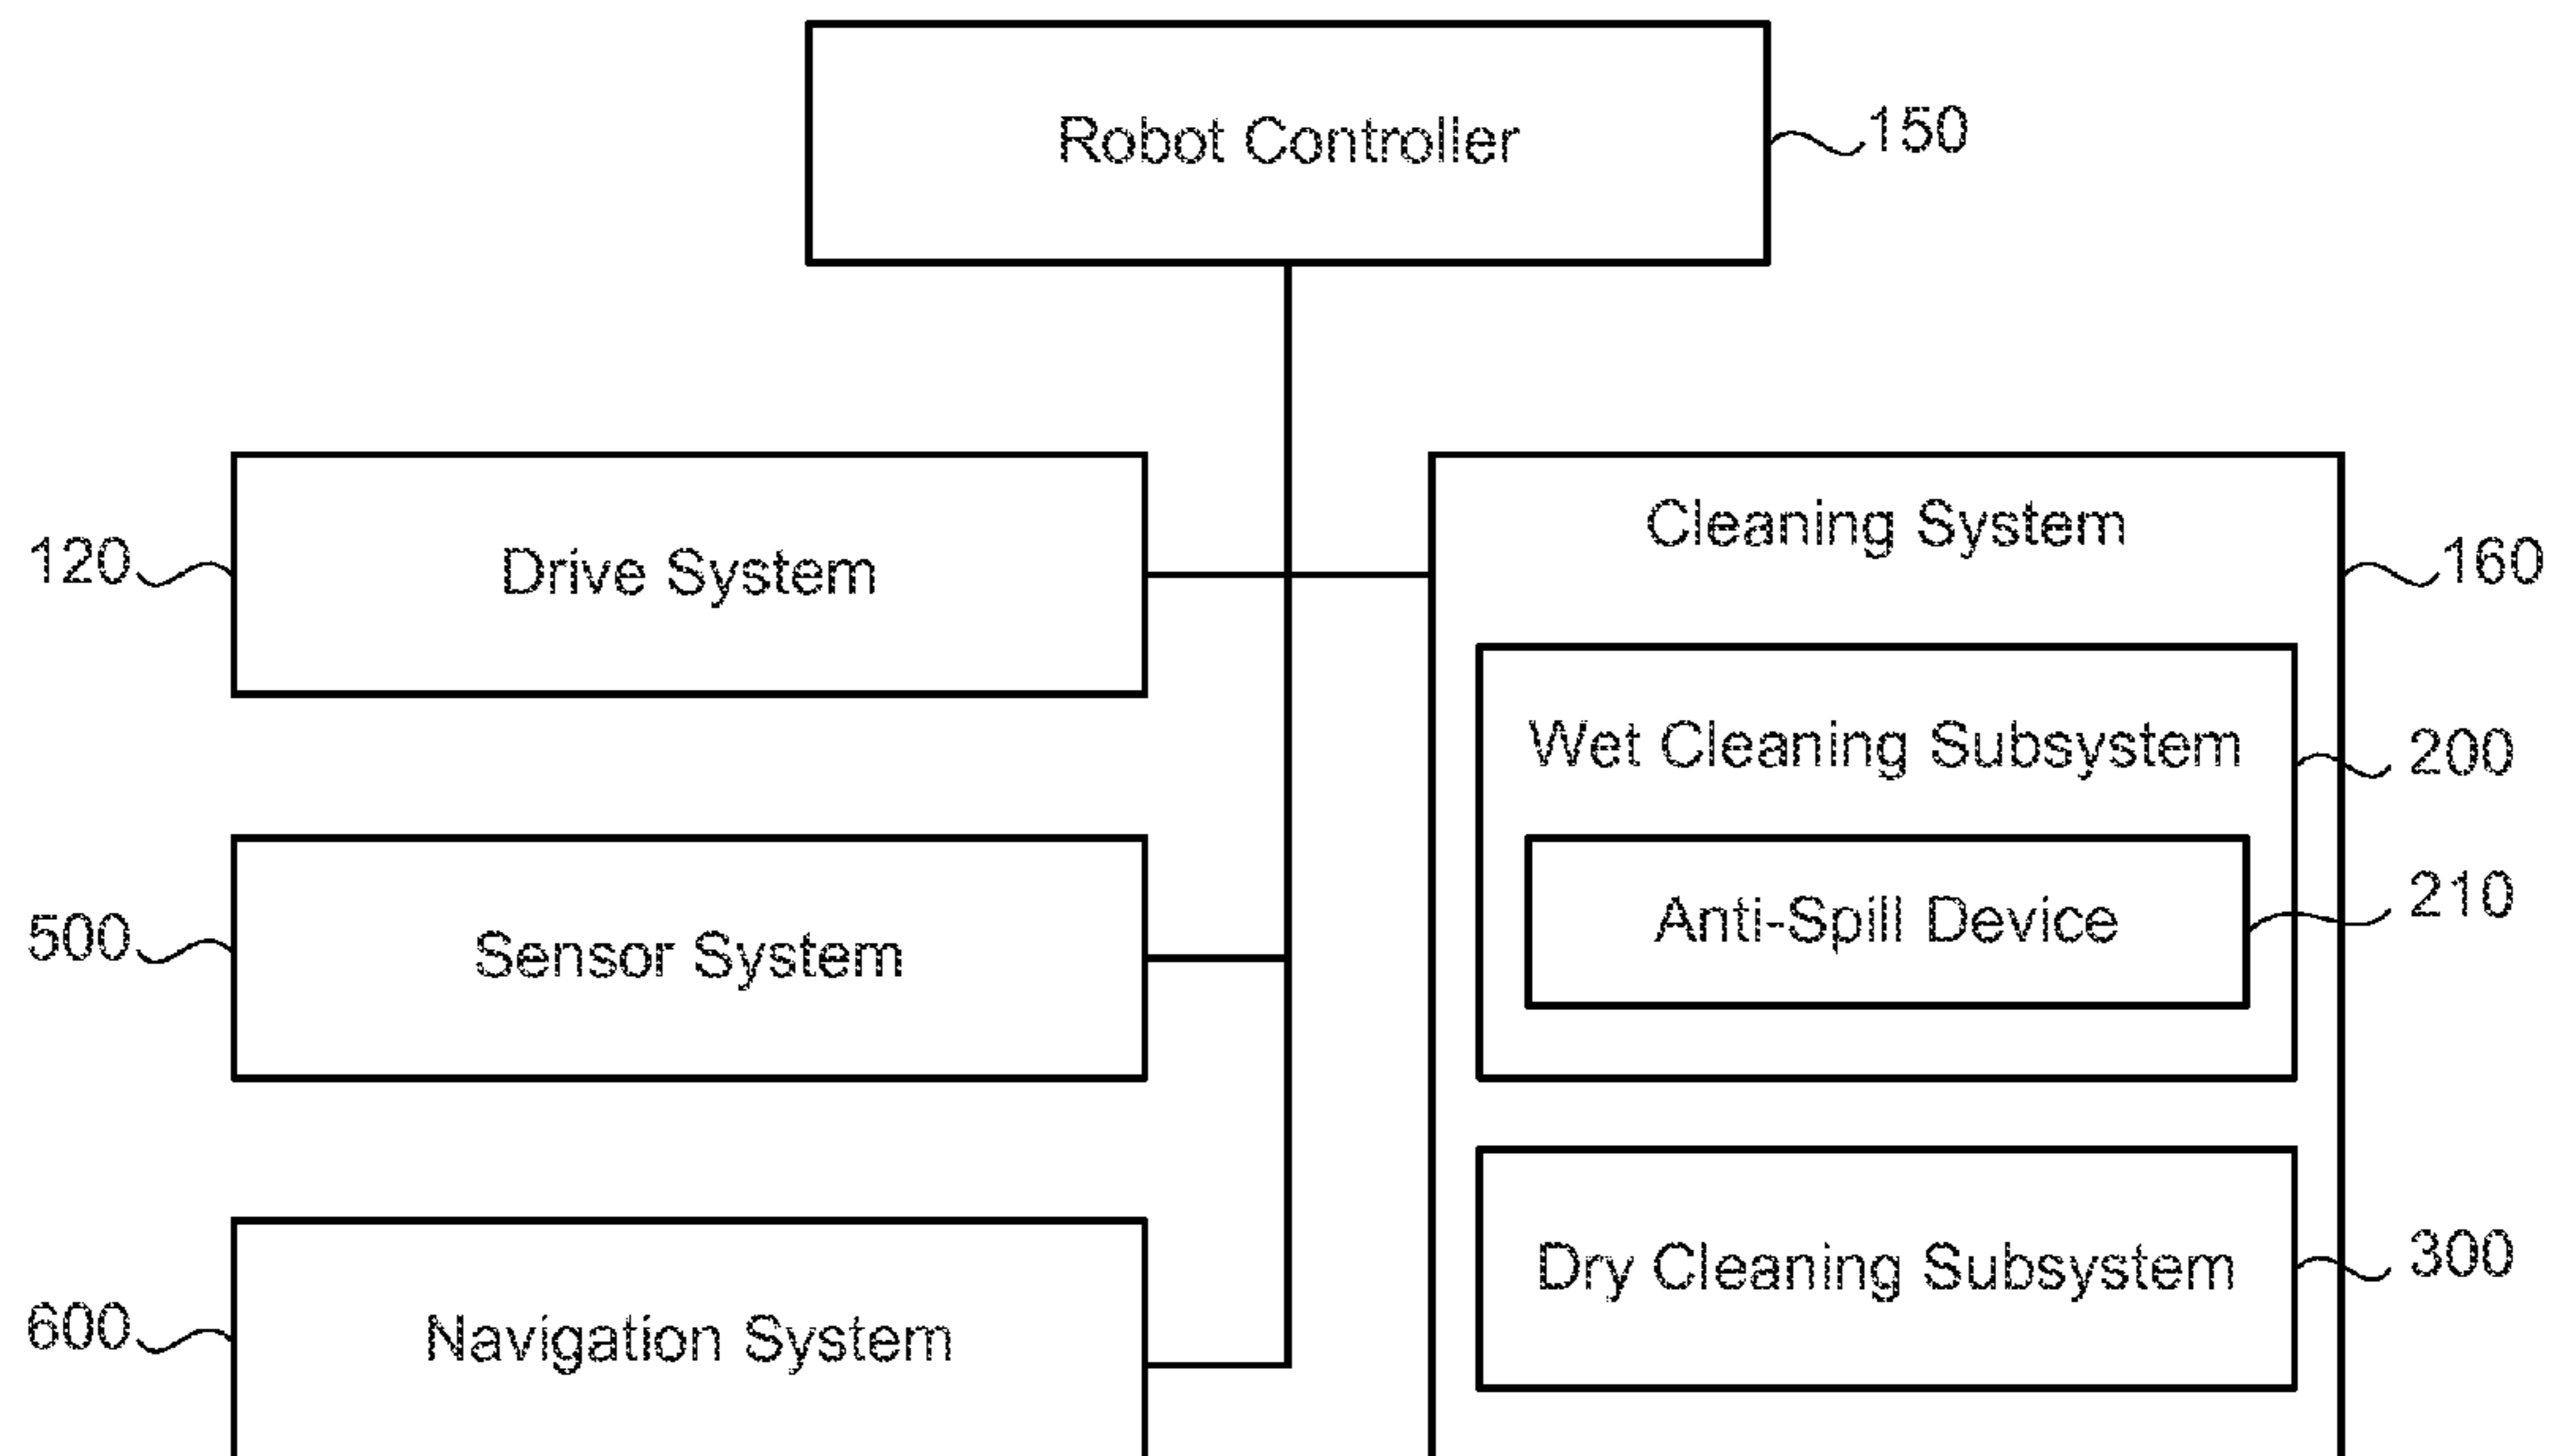 Robot Controller
150
Drive System
120
Cleaning System
160
Wet Cleaning Subsystem
200
Sensor System
500
Anti-Spill Device
210
Dry Cleaning Subsystem
300
Navigation System
600